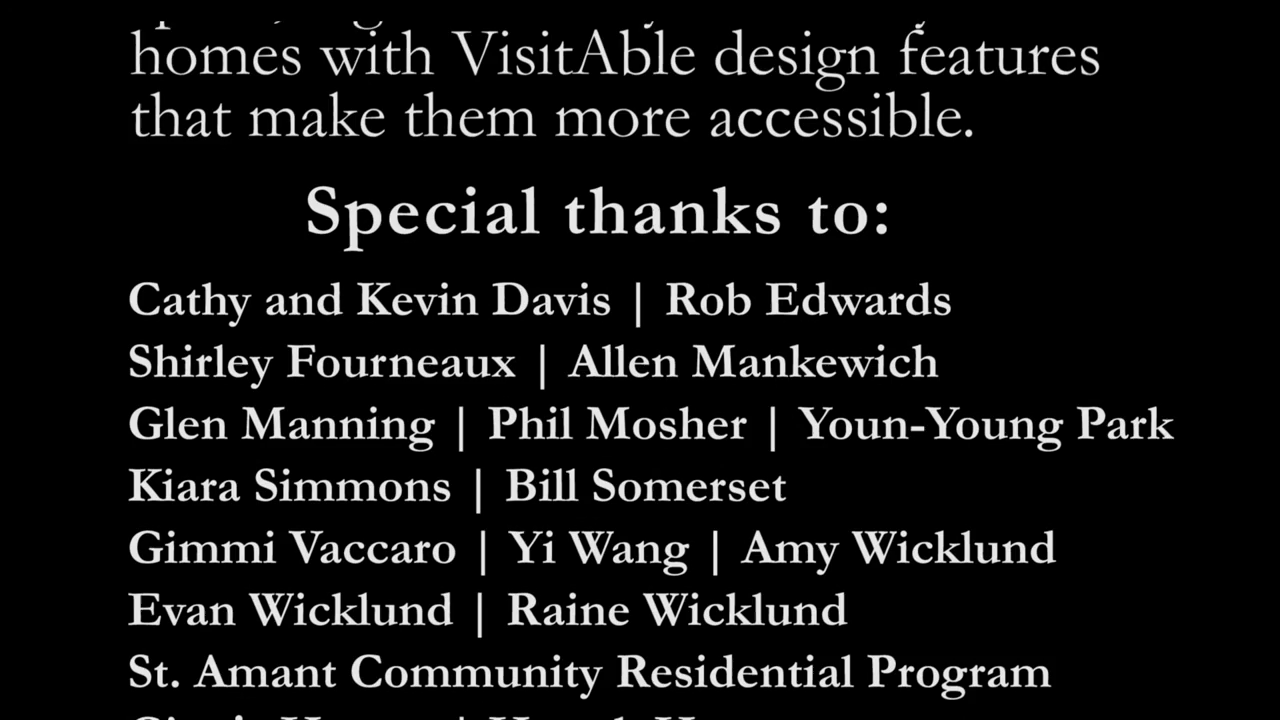 homes with VisitAble design features
that make them more accessible.
Special thanks to:
Cathy and Kevin Davis | Rob Edwards
Shirley Fourneaux | Allen Mankewich
Glen Manning | Phil Mosher | Youn-Young Park
Kiara Simmons | Bill Somerset
Gimmi Vaccaro | Yi Wang | Amy Wicklund
Evan Wicklund | Raine Wicklund
St. Amant Community Residential Program